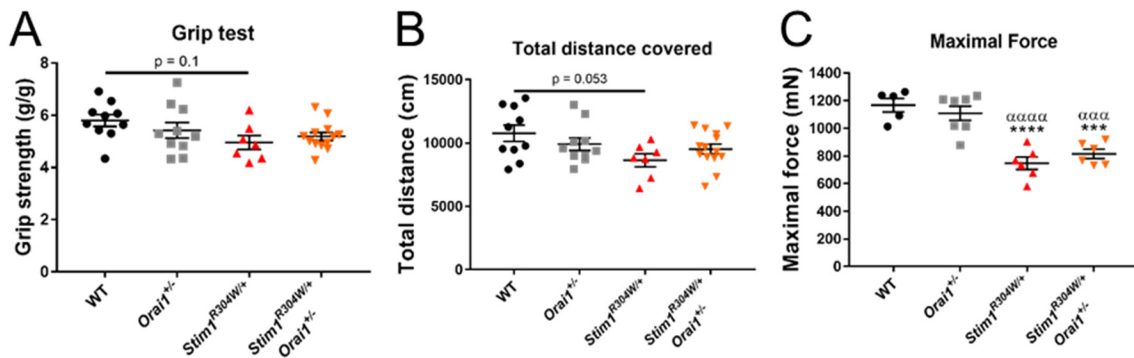 A
Grip test
p = 0.1
Grip strength (g/g)
8
6
4
2
0
WT
Orai1+/-
Stim1R304W/+
Stim1R304W/+
Orai1+/-
B
Total distance covered
p = 0.053
Total distance (cm)
15000
10000
5000
0
WT
Orai1+/-
Stim1R304W/+
Stim1R304W/+
Orai1+/-
C
Maximal Force
Maximal force (mN)
1400
1200
1000
800
600
400
200
0
αααα
****
ααα
***
WT
Orai1+/-
Stim1R304W/+
Stim1R304W/+
Orai1+/-